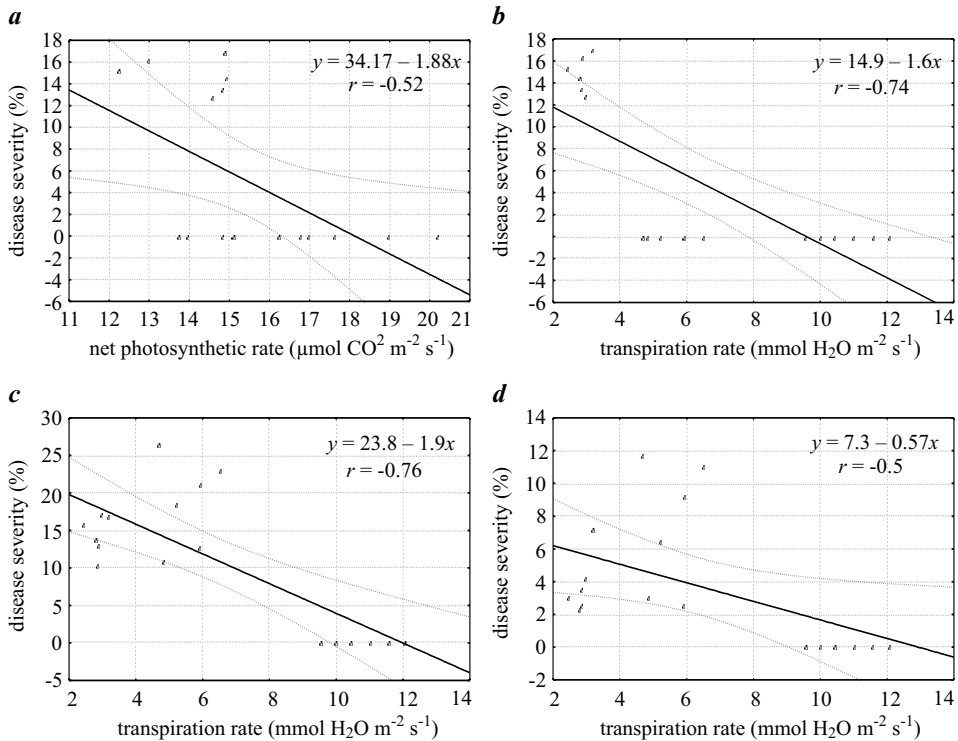 a
y = 34.17 – 1.88x
r = -0.52
disease severity (%)
18
16
14
12
10
8
6
4
2
0
-2
-4
-6
11 12 13 14 15 16 17 18 19 20 21
net photosynthetic rate (µmol CO² m⁻² s⁻¹)
b
y = 14.9 – 1.6x
r = -0.74
disease severity (%)
18
16
14
12
10
8
6
4
2
0
-2
-4
-6
2 4 6 8 10 12 14
transpiration rate (mmol H₂O m⁻² s⁻¹)
c
y = 23.8 – 1.9x
r = -0.76
disease severity (%)
30
25
20
15
10
5
0
-5
2 4 6 8 10 12 14
transpiration rate (mmol H₂O m⁻² s⁻¹)
d
y = 7.3 – 0.57x
r = -0.5
disease severity (%)
14
12
10
8
6
4
2
0
-2
2 4 6 8 10 12 14
transpiration rate (mmol H₂O m⁻² s⁻¹)